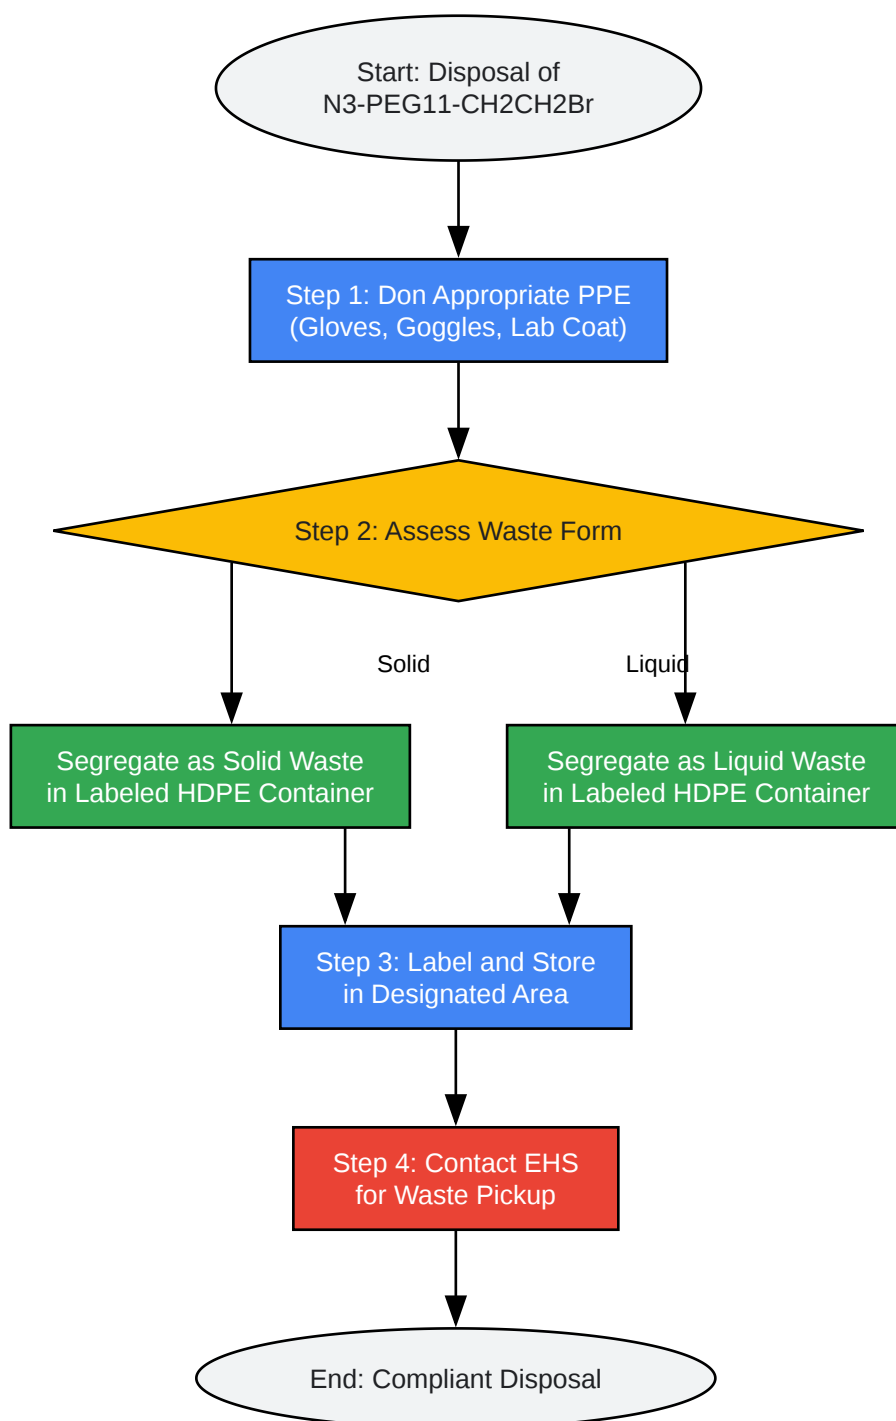 Start: Disposal of
N3-PEG11-CH2CH2Br
Step 1: Don Appropriate PPE
(Gloves, Goggles, Lab Coat)
Step 2: Assess Waste Form
Solid
Liquid
Segregate as Solid Waste
in Labeled HDPE Container
Segregate as Liquid Waste
in Labeled HDPE Container
Step 3: Label and Store
in Designated Area
Step 4: Contact EHS
for Waste Pickup
End: Compliant Disposal